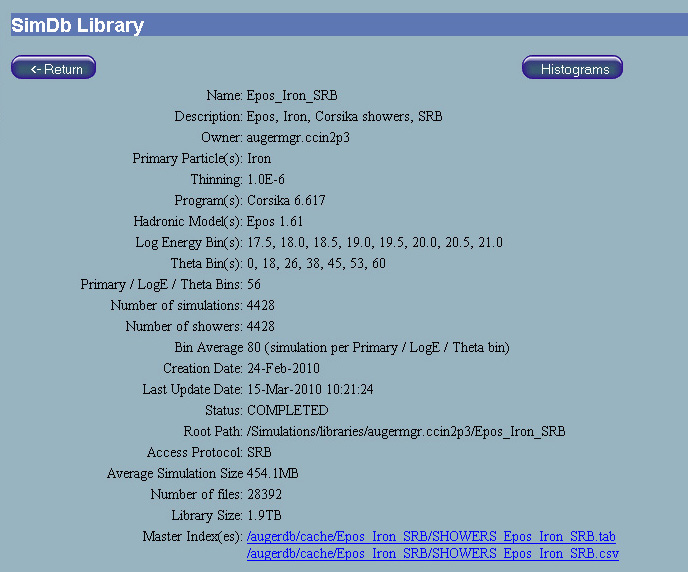 SimDb Library
<- Return Histograms
Name: Epos_Iron_SRB
Description: Epos, Iron, Corsika showers, SRB
Owner: augermgr.ccin2p3
Primary Particle(s): Iron
Thinning: 1.0E-6
Program(s): Corsika 6.617
Hadronic Model(s): Epos 1.61
Log Energy Bin(s): 17.5, 18.0, 18.5, 19.0, 19.5, 20.0, 20.5, 21.0
Theta Bin(s): 0, 18, 26, 38, 45, 53, 60
Primary / LogE / Theta Bins: 56
Number of simulations: 4428
Number of showers: 4428
Bin Average 80 (simulation per Primary / LogE / Theta bin)
Creation Date: 24-Feb-2010
Last Update Date: 15-Mar-2010 10:21:24
Status: COMPLETED
Root Path: /Simulations/libraries/augermgr.ccin2p3/Epos_Iron_SRB
Access Protocol: SRB
Average Simulation Size 454.1MB
Number of files: 28392
Library Size: 1.9TB
Master Index(es): /augerdb/cache/Epos_Iron_SRB/SHOWERS_Epos_Iron_SRB.tab
/augerdb/cache/Epos_Iron_SRB/SHOWERS_Epos_Iron_SRB.csv